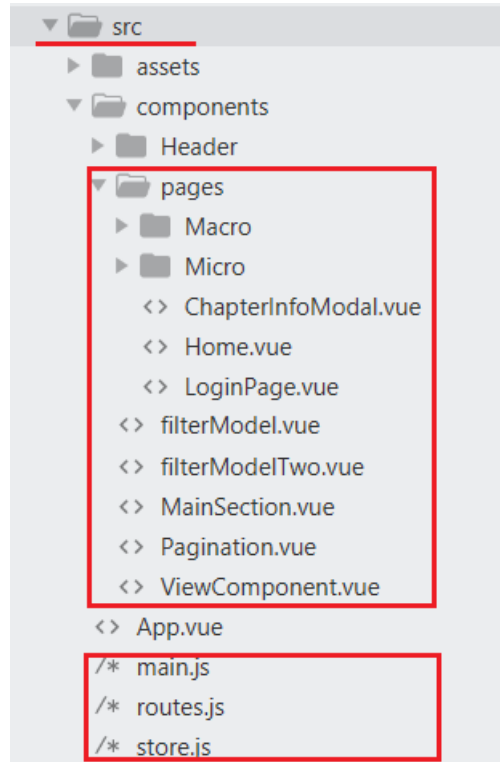 src
assets
components
Header
pages
Macro
Micro
<> ChapterInfoModal.vue
<> Home.vue
<> LoginPage.vue
<> filterModel.vue
<> filterModelTwo.vue
<> MainSection.vue
<> Pagination.vue
<> ViewComponent.vue
<> App.vue
/* main.js
/* routes.js
/* store.js